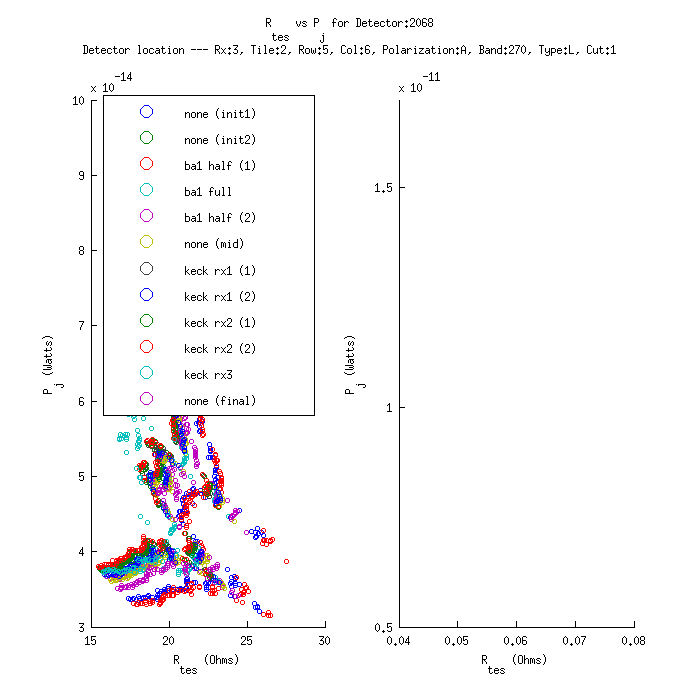 R tes vs P j for Detector:2068
Detector location --- Rx:3, Tile:2, Row:5, Col:6, Polarization:A, Band:270, Type:L, Cut:1
x 10 -14
10
9
8
7
6
5
4
3
15 20 25 30
P j (Watts)
R tes (Ohms)
none (init1)
none (init2)
ba1 half (1)
ba1 full
ba1 half (2)
none (mid)
keck rx1 (1)
keck rx1 (2)
keck rx2 (1)
keck rx2 (2)
keck rx3
none (final)
x 10 -11
1.5
1
0.5
0.04 0.05 0.06 0.07 0.08
P j (Watts)
R tes (Ohms)